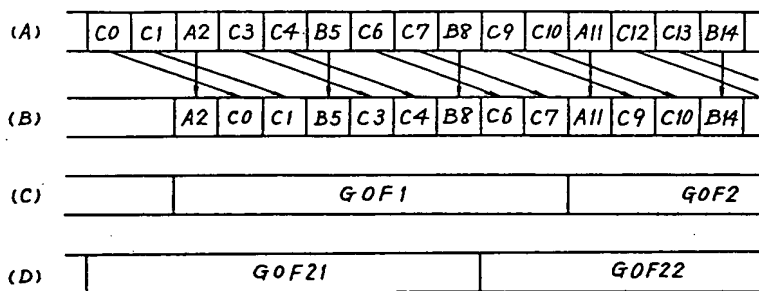 (A) C0 C1 A2 C3 C4 B5 C6 C7 B8 C9 C10 A11 C12 C13 B14
(B) A2 C0 C1 B5 C3 C4 B8 C6 C7 A11 C9 C10 B14
(C) GOF1 GOF2
(D) GOF21 GOF22